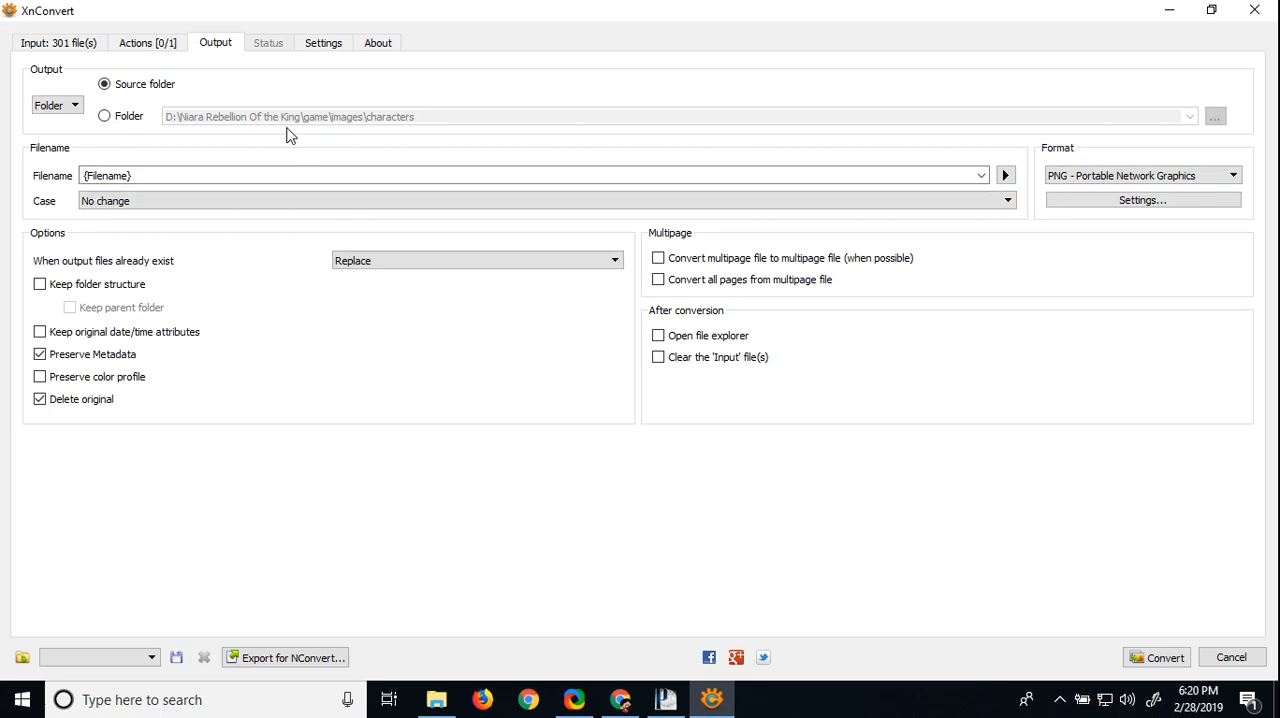 XnConvert
Input: 301 file(s)
Actions [0/1]
Output
Status
Settings
About
Output
Source folder
Folder
Folder
D:\Niara Rebellion Of the King\game\images\characters
...
Filename
Format
Filename
{Filename}
PNG - Portable Network Graphics
Case
No change
Settings...
Options
Multipage
When output files already exist
Replace
Convert multipage file to multipage file (when possible)
Keep folder structure
Convert all pages from multipage file
Keep parent folder
After conversion
Keep original date/time attributes
Open file explorer
Preserve Metadata
Clear the 'Input' file(s)
Preserve color profile
Delete original
Export for NConvert...
Convert
Cancel
Type here to search
6:20 PM
2/28/2019
1